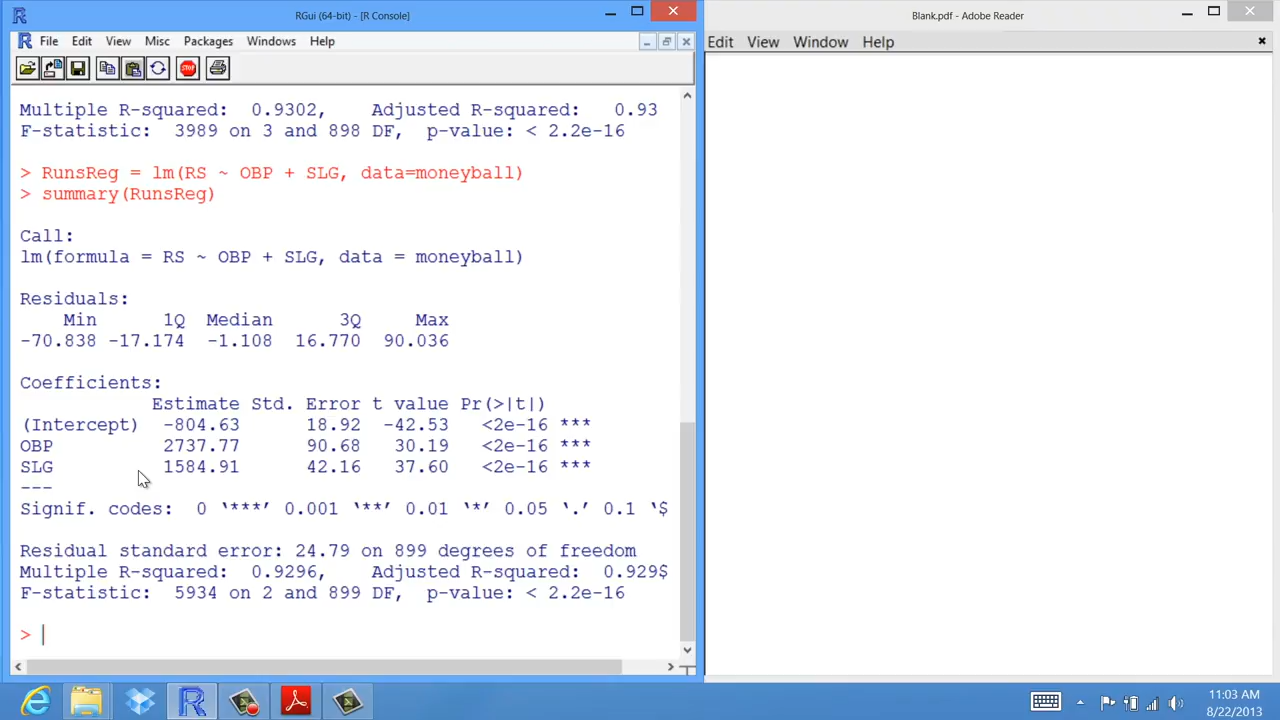 RGui (64-bit) - [R Console]
File Edit View Misc Packages Windows Help
STOP
Multiple R-squared:  0.9302,    Adjusted R-squared:   0.93
F-statistic:  3989 on 3 and 898 DF,  p-value: < 2.2e-16
> RunsReg = lm(RS ~ OBP + SLG, data=moneyball)
> summary(RunsReg)
Call:
lm(formula = RS ~ OBP + SLG, data = moneyball)
Residuals:
Min 1Q Median 3Q Max
-70.838 -17.174 -1.108 16.770 90.036
Coefficients:
Estimate Std. Error t value Pr(>|t|)
(Intercept) -804.63 18.92 -42.53 <2e-16 ***
OBP 2737.77 90.68 30.19 <2e-16 ***
SLG 1584.91 42.16 37.60 <2e-16 ***
---
Signif. codes:  0 ‘***’ 0.001 ‘**’ 0.01 ‘*’ 0.05 ‘.’ 0.1 ‘$
Residual standard error: 24.79 on 899 degrees of freedom
Multiple R-squared:  0.9296,    Adjusted R-squared:  0.929$
F-statistic:  5934 on 2 and 899 DF,  p-value: < 2.2e-16
>
Blank.pdf - Adobe Reader
Edit View Window Help
11:03 AM
8/22/2013